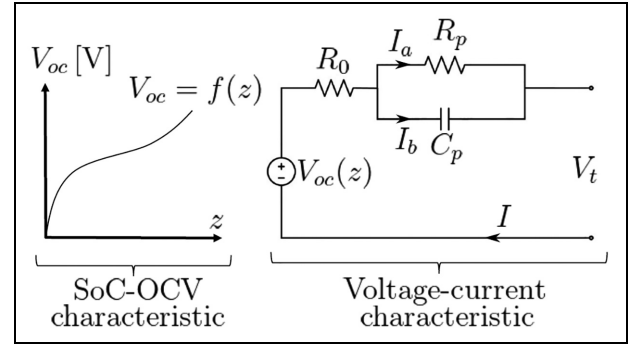 V_oc [V]
V_oc = f(z)
z
SoC-OCV
characteristic
R_0
I_a
R_p
I_b
C_p
+
−
V_oc(z)
V_t
I
Voltage-current
characteristic